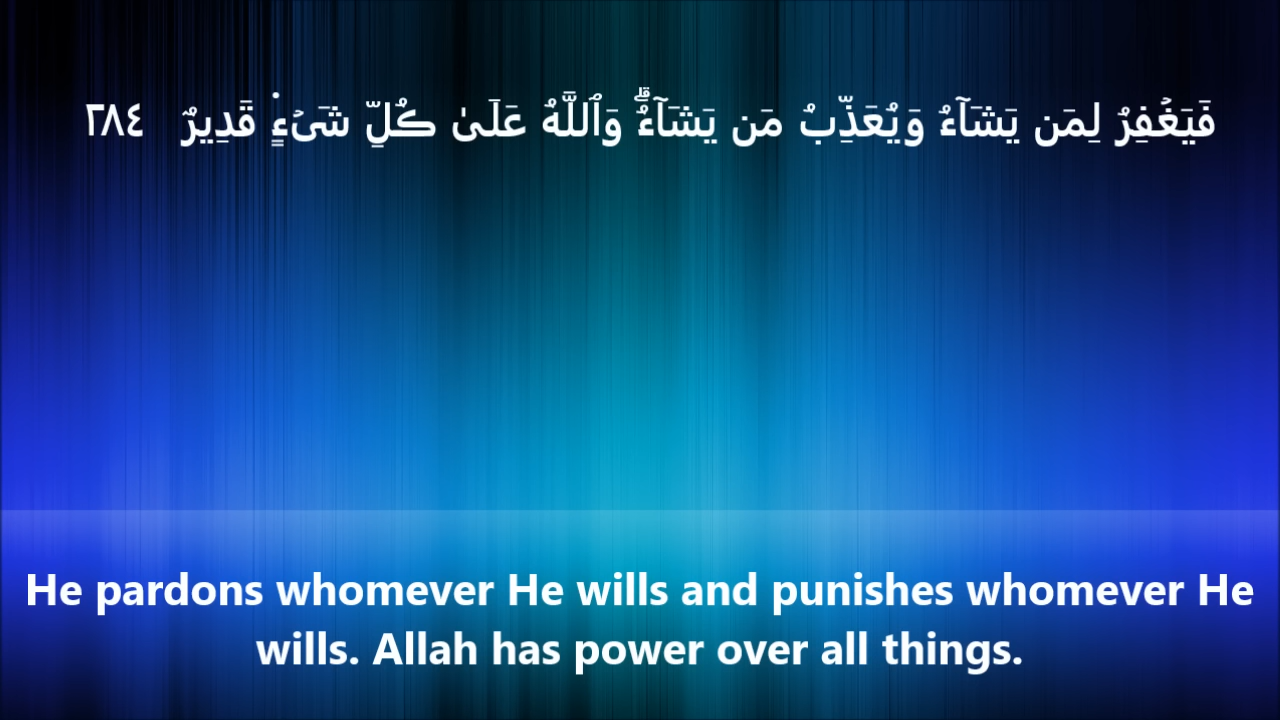 فَيَغۡفِرُ لِمَن يَشَآءُ وَيُعَذِّبُ مَن يَشَآءُۗ وَٱللَّهُ عَلَىٰ كُلِّ شَيۡءٖ قَدِيرٌ ٢٨٤
He pardons whomever He wills and punishes whomever He
wills. Allah has power over all things.